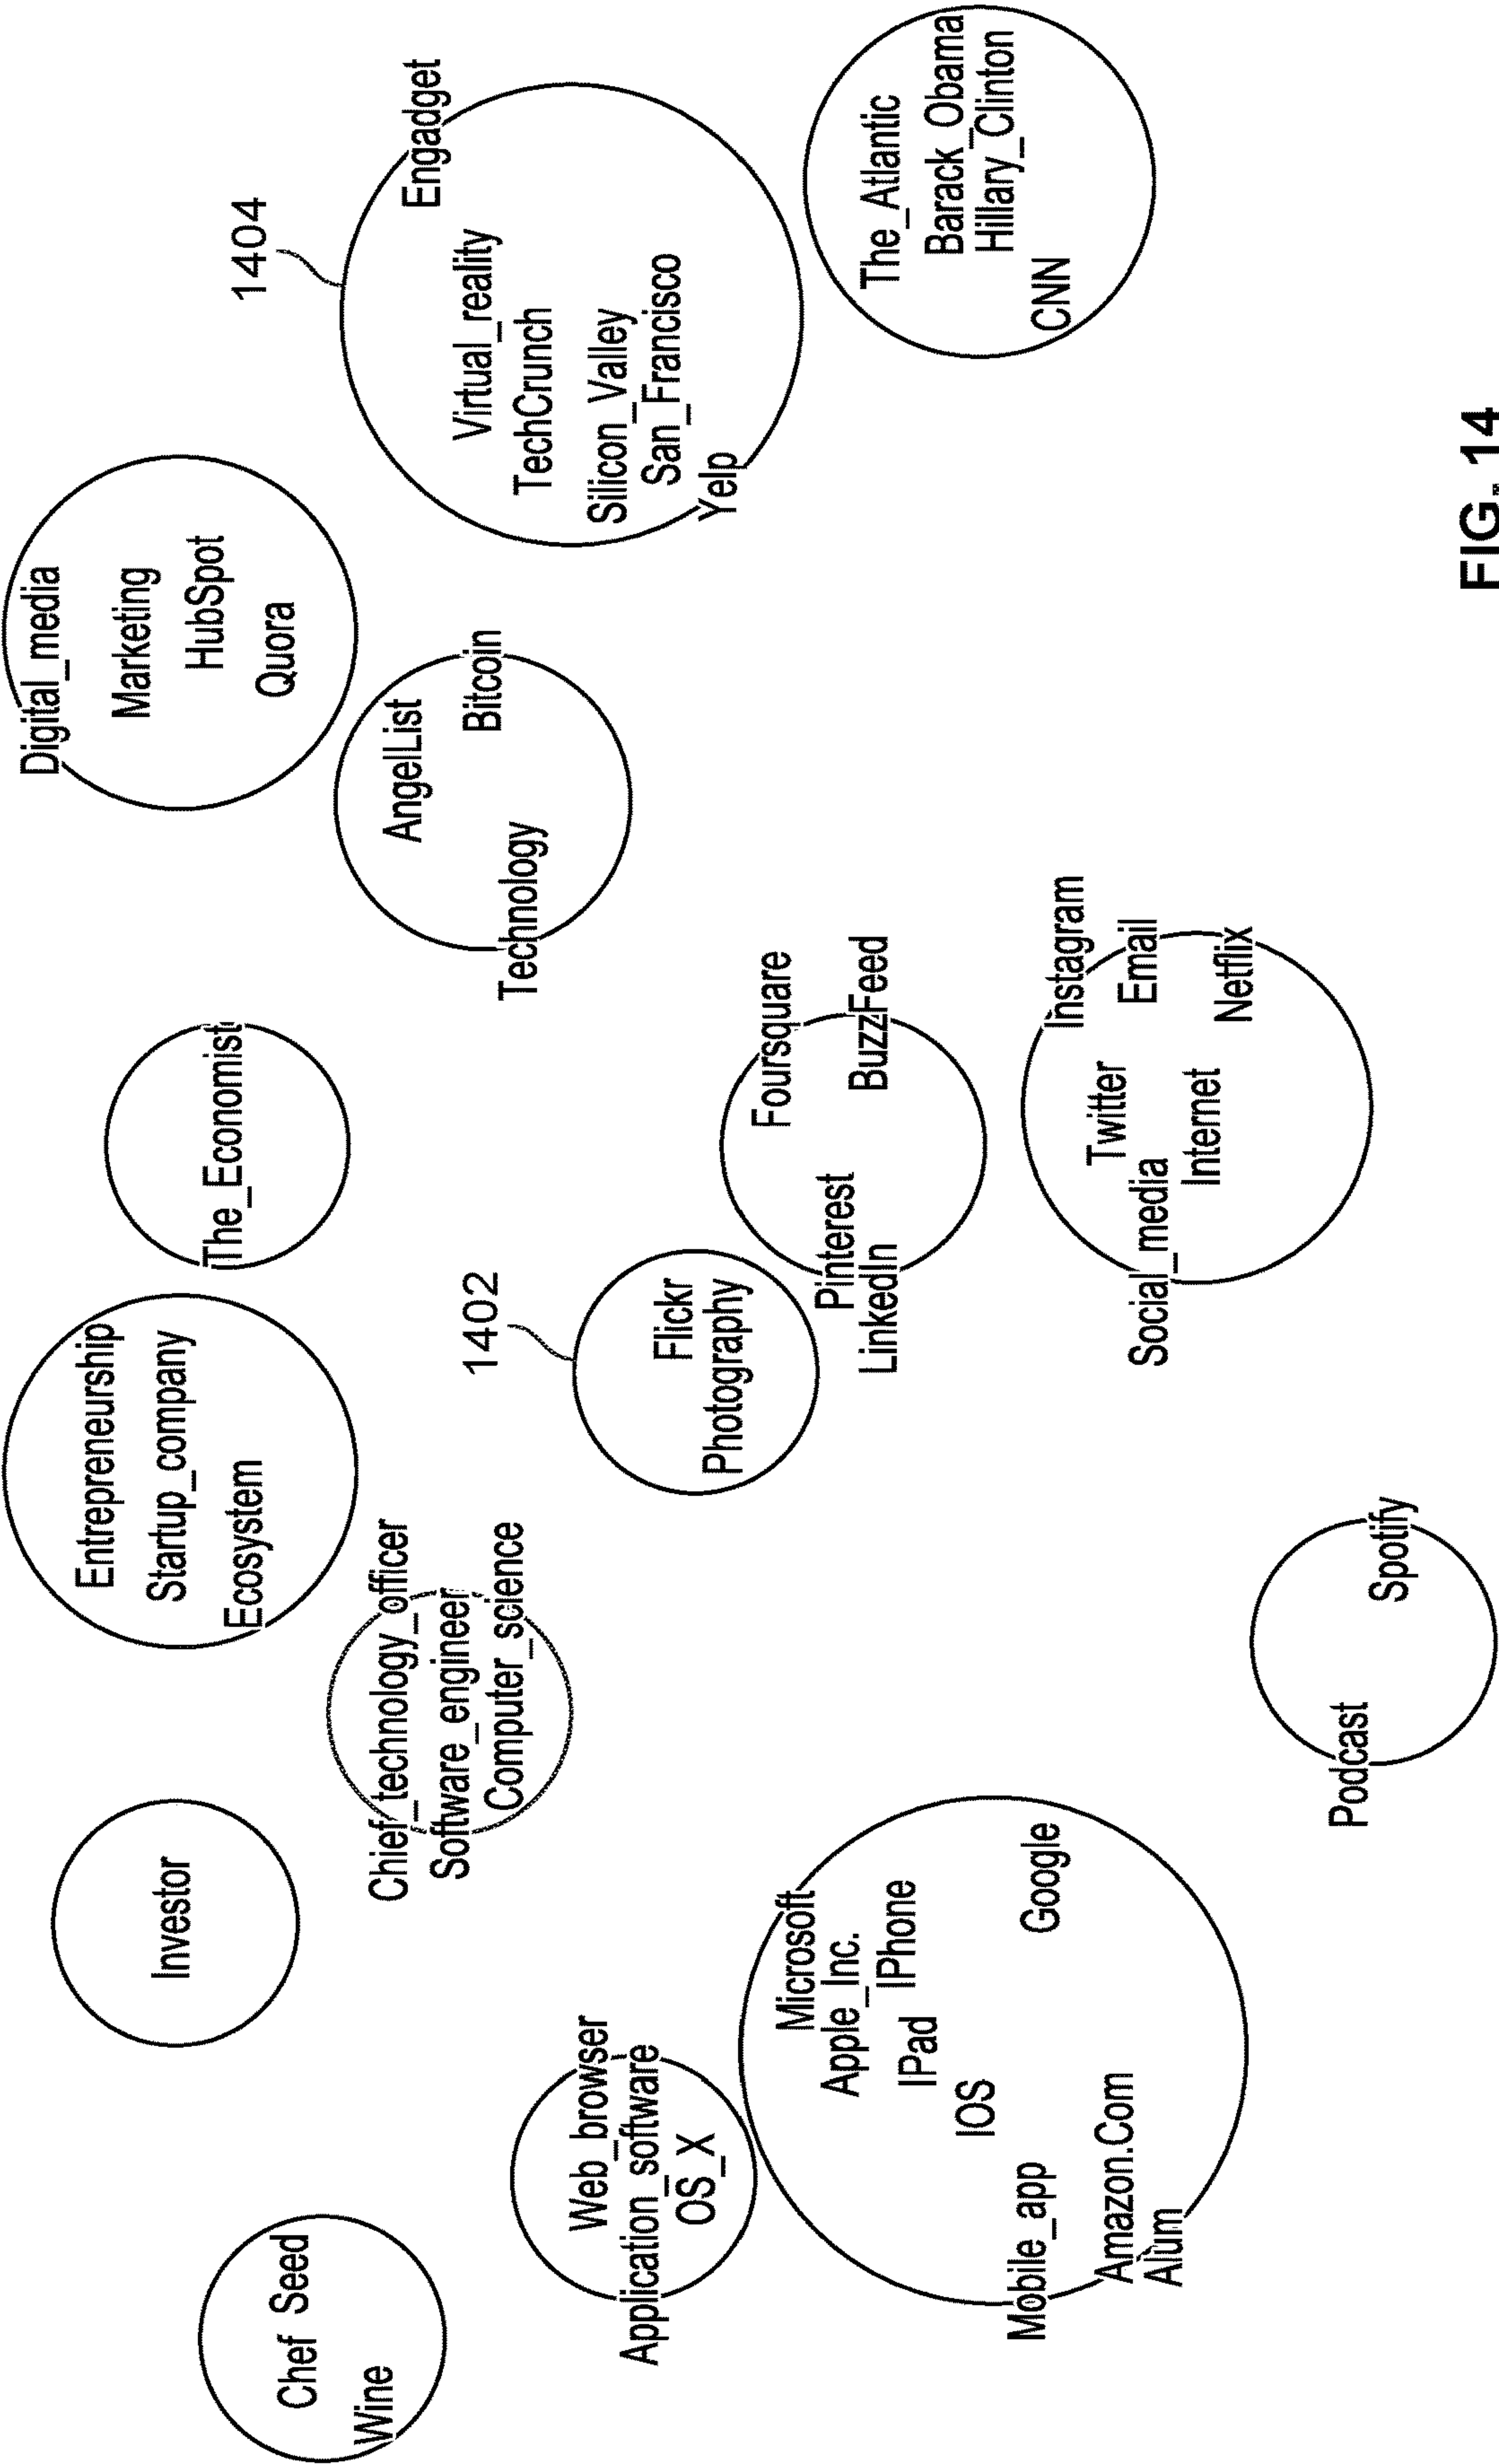 Chef Seed
Wine
Investor
Entrepreneurship
Startup_company
Ecosystem
The_Economist
Digital_media
Marketing
HubSpot
Quora
1404
Engadget
Virtual_reality
TechCrunch
Silicon_Valley
San_Francisco
Yelp
AngelList
Bitcoin
Technology
Chief_technology_officer
Software_engineer
Computer_science
1402
Flickr
Photography
Web_browser
Application_software
OS_X
Foursquare
Pinterest
BuzzFeed
LinkedIn
The_Atlantic
Barack_Obama
Hillary_Clinton
CNN
Microsoft
Apple_Inc.
IPhone
IPad
IOS
Google
Mobile_app
Amazon.Com
Alum
Instagram
Twitter
Email
Social_media
Internet
Netflix
Podcast
Spotify
FIG. 14